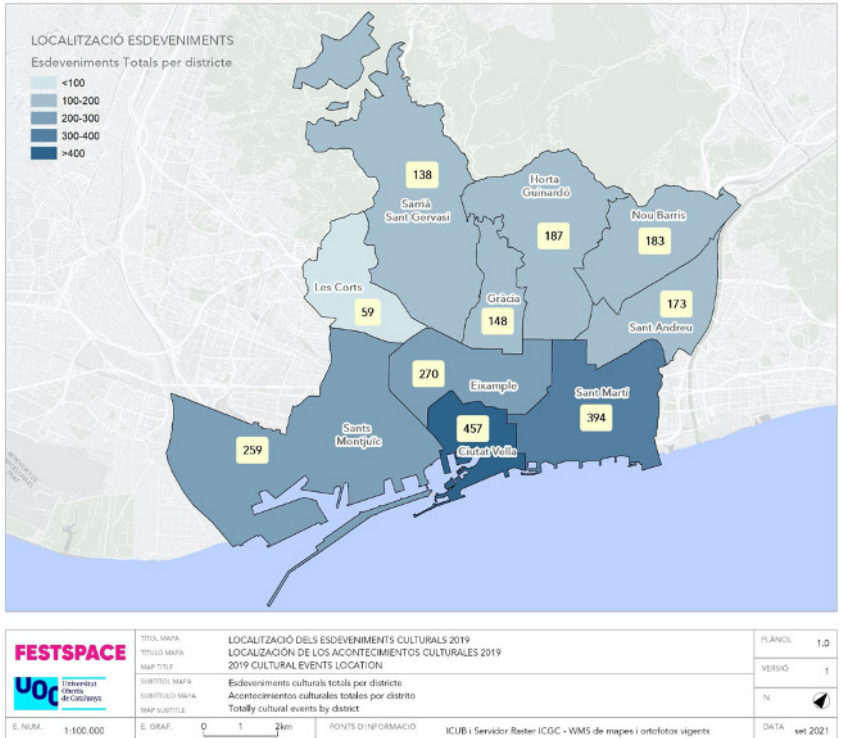 LOCALITZACIÓ ESDEVENIMENTS
Esdeveniments Totals per districte
<100
100-200
200-300
300-400
>400
138
Sarrià
Sant Gervasi
Horta
Guinardó
187
Nou Barris
183
Les Corts
59
Gràcia
148
173
Sant Andreu
270
Eixample
Sant Martí
394
Sants
Montjuïc
259
457
Ciutat Vella
FESTSPACE
UOC Universitat
Oberta
de Catalunya
TÍTOL MAPA LOCALITZACIÓ DELS ESDEVENIMENTS CULTURALS 2019
TÍTULO MAPA LOCALIZACIÓN DE LOS ACONTECIMIENTOS CULTURALES 2019
MAP TITLE 2019 CULTURAL EVENTS LOCATION
SUBTÍTOL MAPA Esdeveniments culturals totals per districte
SUBTÍTULO MAPA Acontecimientos culturales totales por distrito
MAP SUBTITLE Totally cultural events by district
PLÀNOL 1.0
VERSIÓ 1
N
E. NUM. 1:100.000
E. GRAF. 0 1 2km
FONTS D'INFORMACIÓ ICUB i Servidor Raster ICGC - WMS de mapes i ortofotos vigents
DATA set 2021